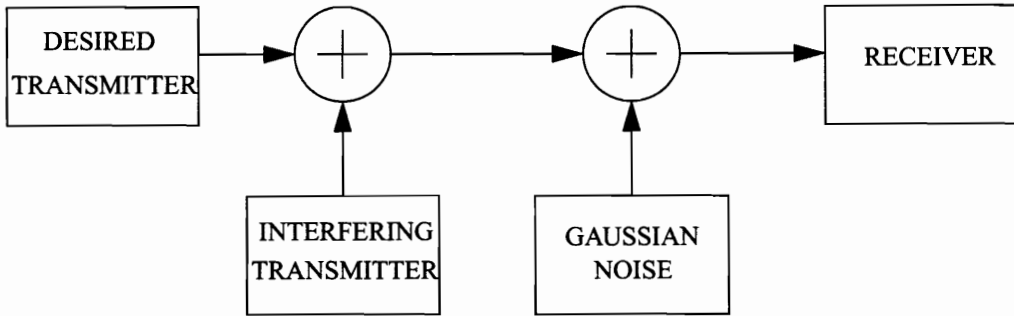 DESIRED
TRANSMITTER
RECEIVER
INTERFERING
TRANSMITTER
GAUSSIAN
NOISE